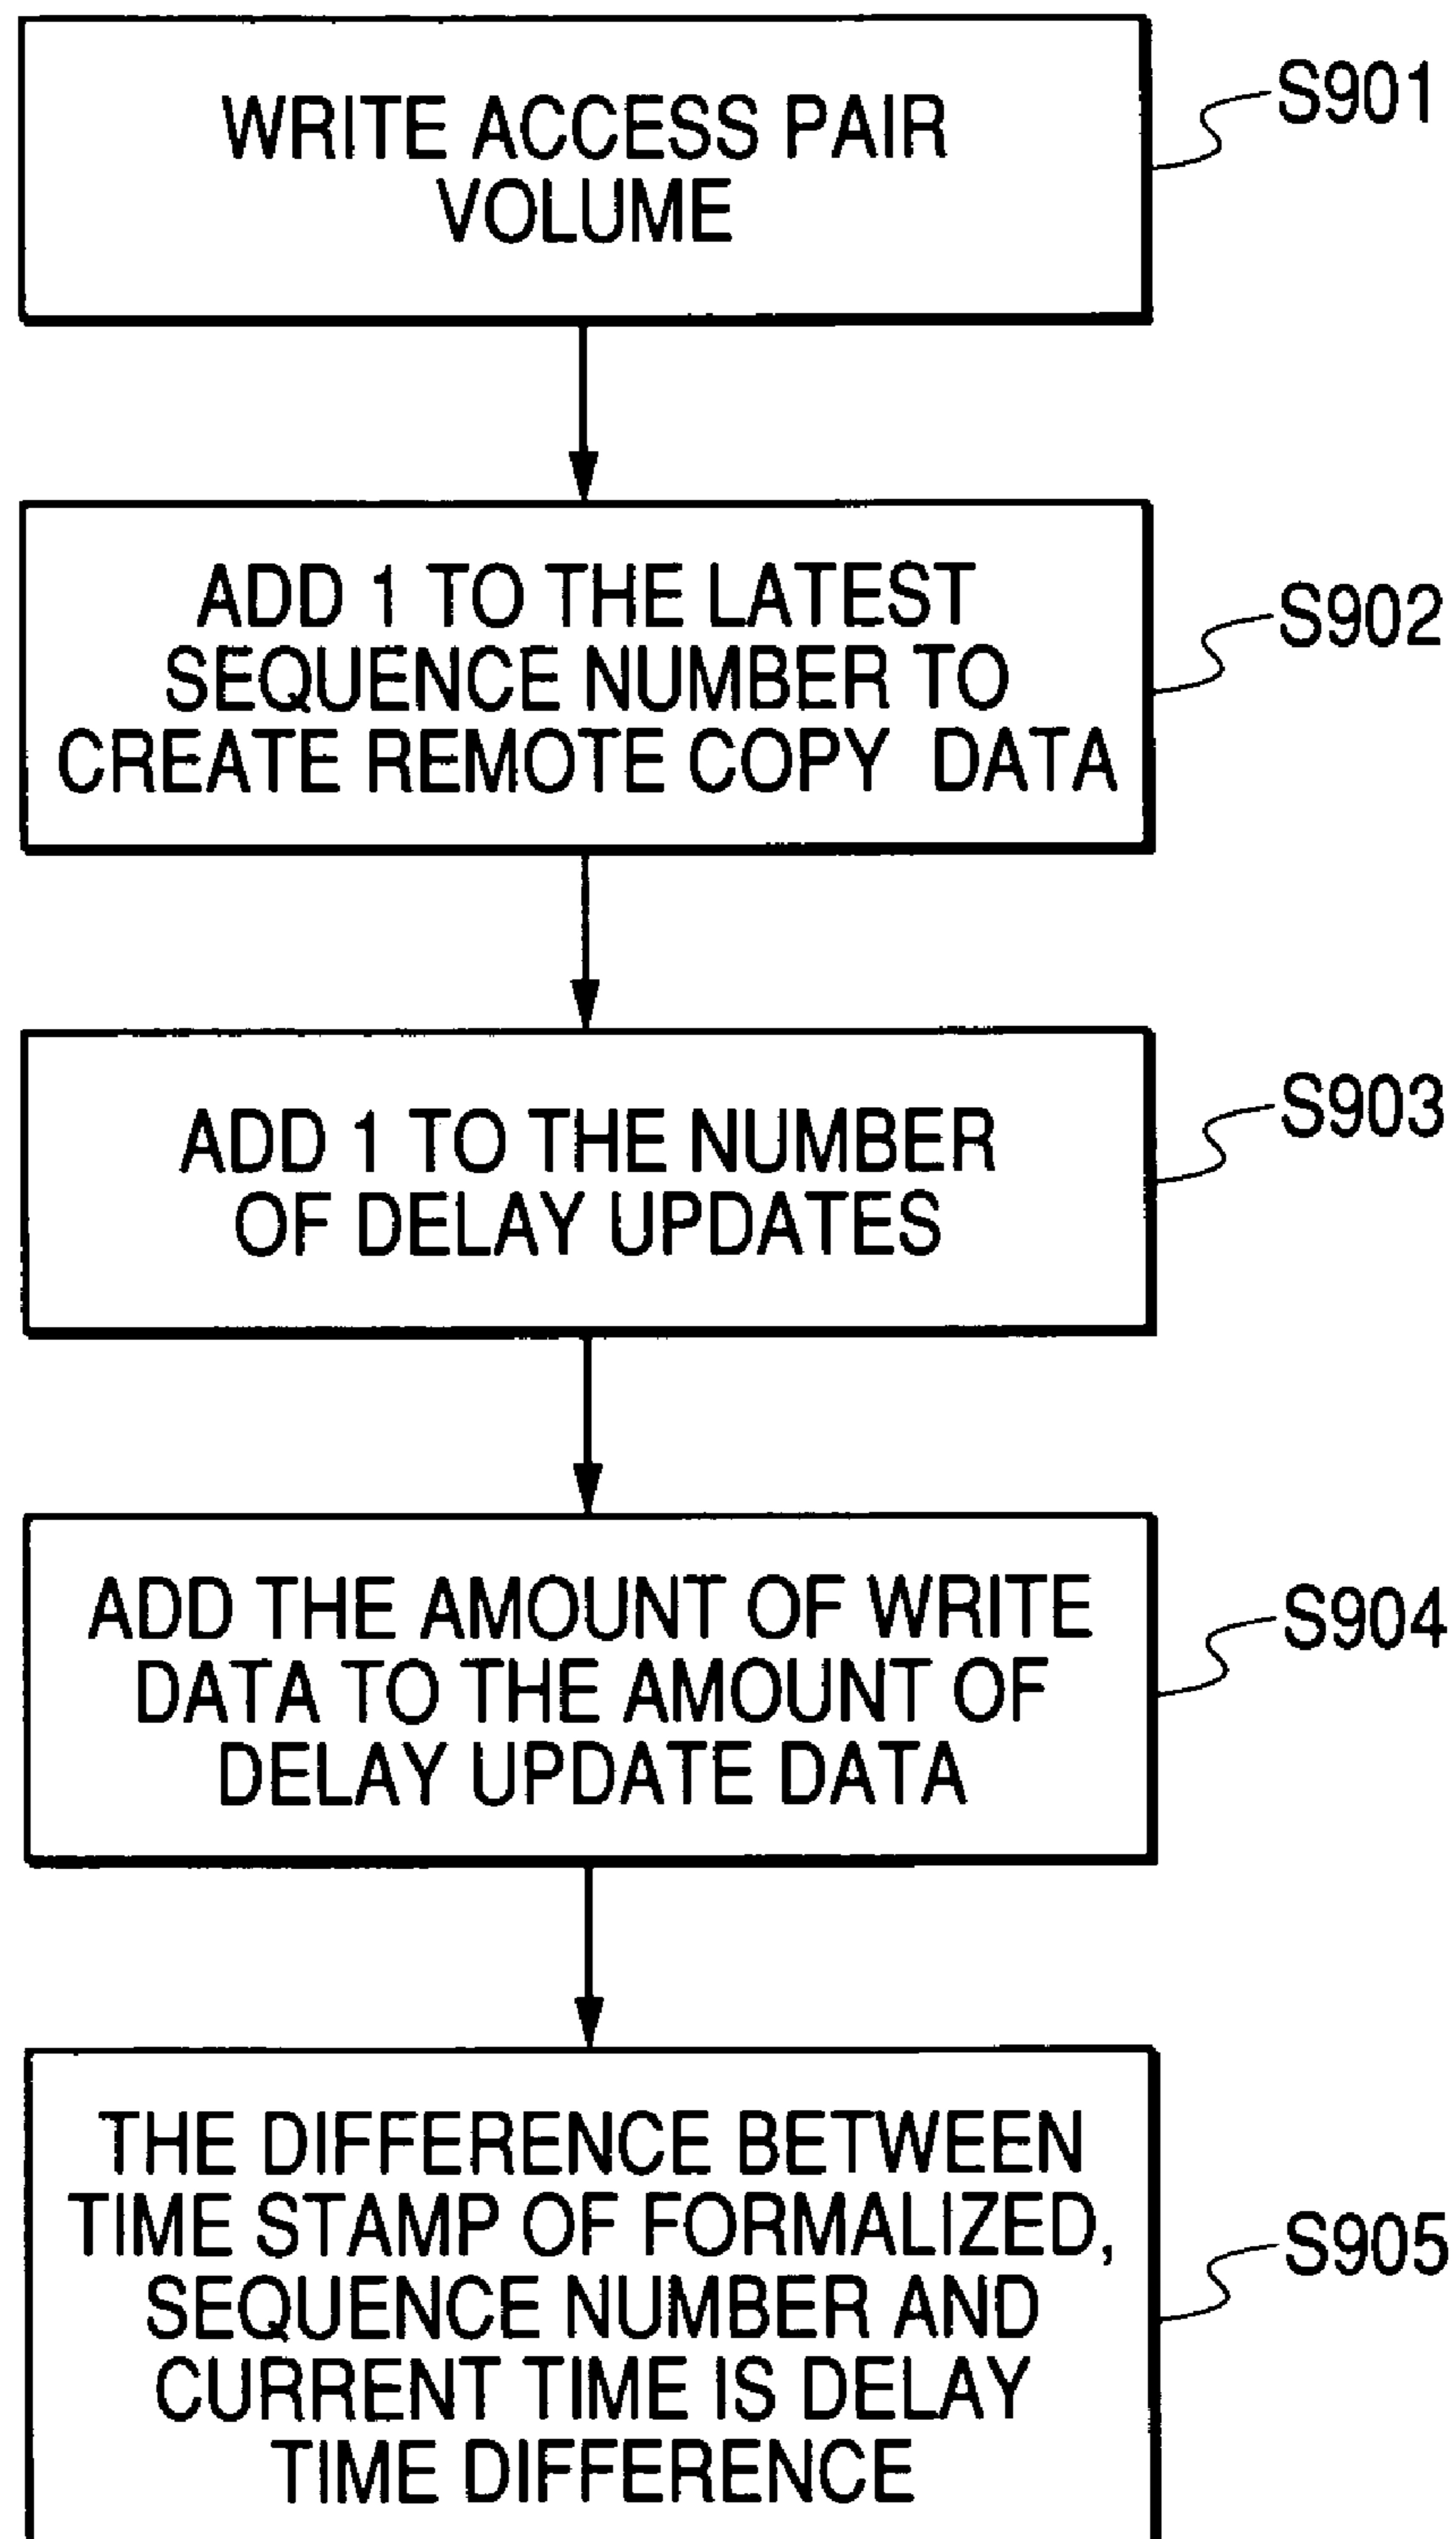 WRITE ACCESS PAIR
VOLUME
S901
ADD 1 TO THE LATEST
SEQUENCE NUMBER TO
CREATE REMOTE COPY DATA
S902
ADD 1 TO THE NUMBER
OF DELAY UPDATES
S903
ADD THE AMOUNT OF WRITE
DATA TO THE AMOUNT OF
DELAY UPDATE DATA
S904
THE DIFFERENCE BETWEEN
TIME STAMP OF FORMALIZED,
SEQUENCE NUMBER AND
CURRENT TIME IS DELAY
TIME DIFFERENCE
S905